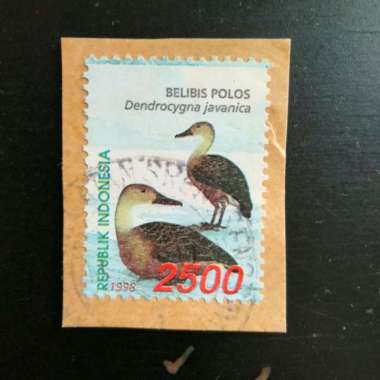 BELIBIS POLOS
Dendrocygna javanica
REPUBLIK INDONESIA
1998
2500